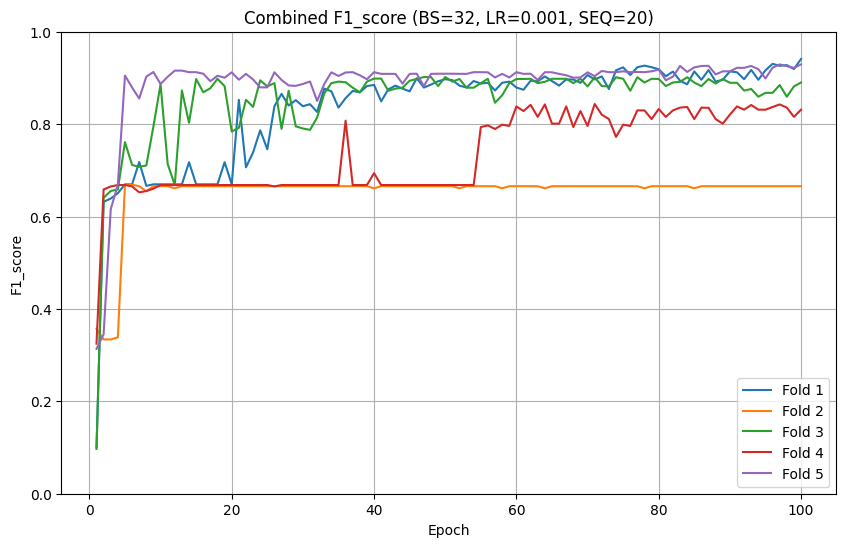 Combined F1_score (BS=32, LR=0.001, SEQ=20)
1.0
0.8
0.6
0.4
0.2
0.0
F1_score
0 20 40 60 80 100
Epoch
Fold 1
Fold 2
Fold 3
Fold 4
Fold 5